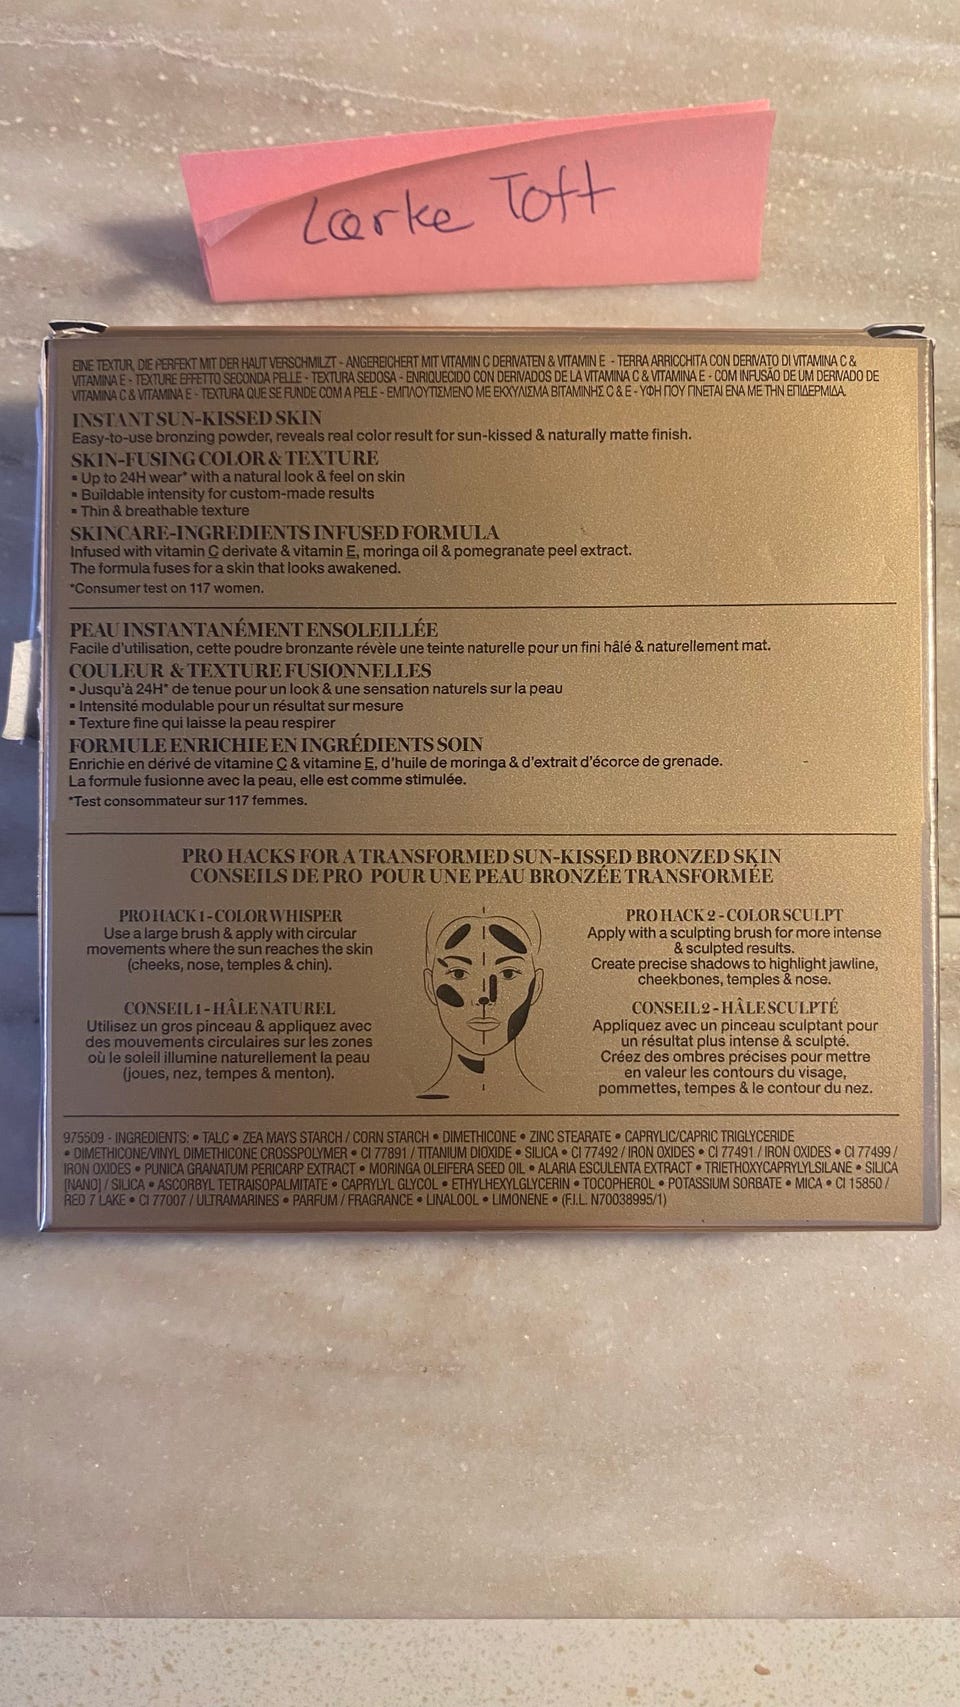 Lærke Toft
EINE TEXTUR, DIE PERFEKT MIT DER HAUT VERSCHMILZT - ANGEREICHERT MIT VITAMIN C DERIVATEN & VITAMIN E - TERRA ARRICCHITA CON DERIVATO DI VITAMINA C &
VITAMINA E - TEXTURE EFFETTO SECONDA PELLE - TEXTURA SEDOSA - ENRIQUECIDO CON DERIVADOS DE LA VITAMINA C & VITAMINA E - COM INFUSÃO DE UM DERIVADO DE
VITAMINA C & VITAMINA E - TEXTURA QUE SE FUNDE COM A PELE - ΕΜΠΛΟΥΤΙΣΜΕΝΟ ΜΕ ΕΚΧΥΛΙΣΜΑ ΒΙΤΑΜΙΝΗΣ C & E - ΥΦΗ ΠΟΥ ΓΙΝΕΤΑΙ ΕΝΑ ΜΕ ΤΗΝ ΕΠΙΔΕΡΜΙΔΑ.
INSTANT SUN-KISSED SKIN
Easy-to-use bronzing powder, reveals real color result for sun-kissed & naturally matte finish.
SKIN-FUSING COLOR & TEXTURE
▪ Up to 24H wear* with a natural look & feel on skin
▪ Buildable intensity for custom-made results
▪ Thin & breathable texture
SKINCARE-INGREDIENTS INFUSED FORMULA
Infused with vitamin C derivate & vitamin E, moringa oil & pomegranate peel extract.
The formula fuses for a skin that looks awakened.
*Consumer test on 117 women.
PEAU INSTANTANÉMENT ENSOLEILLÉE
Facile d'utilisation, cette poudre bronzante révèle une teinte naturelle pour un fini hâlé & naturellement mat.
COULEUR & TEXTURE FUSIONNELLES
▪ Jusqu'à 24H* de tenue pour un look & une sensation naturels sur la peau
▪ Intensité modulable pour un résultat sur mesure
▪ Texture fine qui laisse la peau respirer
FORMULE ENRICHIE EN INGRÉDIENTS SOIN
Enrichie en dérivé de vitamine C & vitamine E, d'huile de moringa & d'extrait d'écorce de grenade.
La formule fusionne avec la peau, elle est comme stimulée.
*Test consommateur sur 117 femmes.
PRO HACKS FOR A TRANSFORMED SUN-KISSED BRONZED SKIN
CONSEILS DE PRO POUR UNE PEAU BRONZÉE TRANSFORMÉE
PRO HACK 1 - COLOR WHISPER
Use a large brush & apply with circular
movements where the sun reaches the skin
(cheeks, nose, temples & chin).
CONSEIL 1 - HÂLE NATUREL
Utilisez un gros pinceau & appliquez avec
des mouvements circulaires sur les zones
où le soleil illumine naturellement la peau
(joues, nez, tempes & menton).
PRO HACK 2 - COLOR SCULPT
Apply with a sculpting brush for more intense
& sculpted results.
Create precise shadows to highlight jawline,
cheekbones, temples & nose.
CONSEIL 2 - HÂLE SCULPTÉ
Appliquez avec un pinceau sculptant pour
un résultat plus intense & sculpté.
Créez des ombres précises pour mettre
en valeur les contours du visage,
pommettes, tempes & le contour du nez.
975509 - INGREDIENTS: • TALC • ZEA MAYS STARCH / CORN STARCH • DIMETHICONE • ZINC STEARATE • CAPRYLIC/CAPRIC TRIGLYCERIDE
• DIMETHICONE/VINYL DIMETHICONE CROSSPOLYMER • CI 77891 / TITANIUM DIOXIDE • SILICA • CI 77492 / IRON OXIDES • CI 77491 / IRON OXIDES • CI 77499 /
IRON OXIDES • PUNICA GRANATUM PERICARP EXTRACT • MORINGA OLEIFERA SEED OIL • ALARIA ESCULENTA EXTRACT • TRIETHOXYCAPRYLYLSILANE • SILICA
[NANO] / SILICA • ASCORBYL TETRAISOPALMITATE • CAPRYLYL GLYCOL • ETHYLHEXYLGLYCERIN • TOCOPHEROL • POTASSIUM SORBATE • MICA • CI 15850 /
RED 7 LAKE • CI 77007 / ULTRAMARINES • PARFUM / FRAGRANCE • LINALOOL • LIMONENE • (F.I.L. N70038995/1)